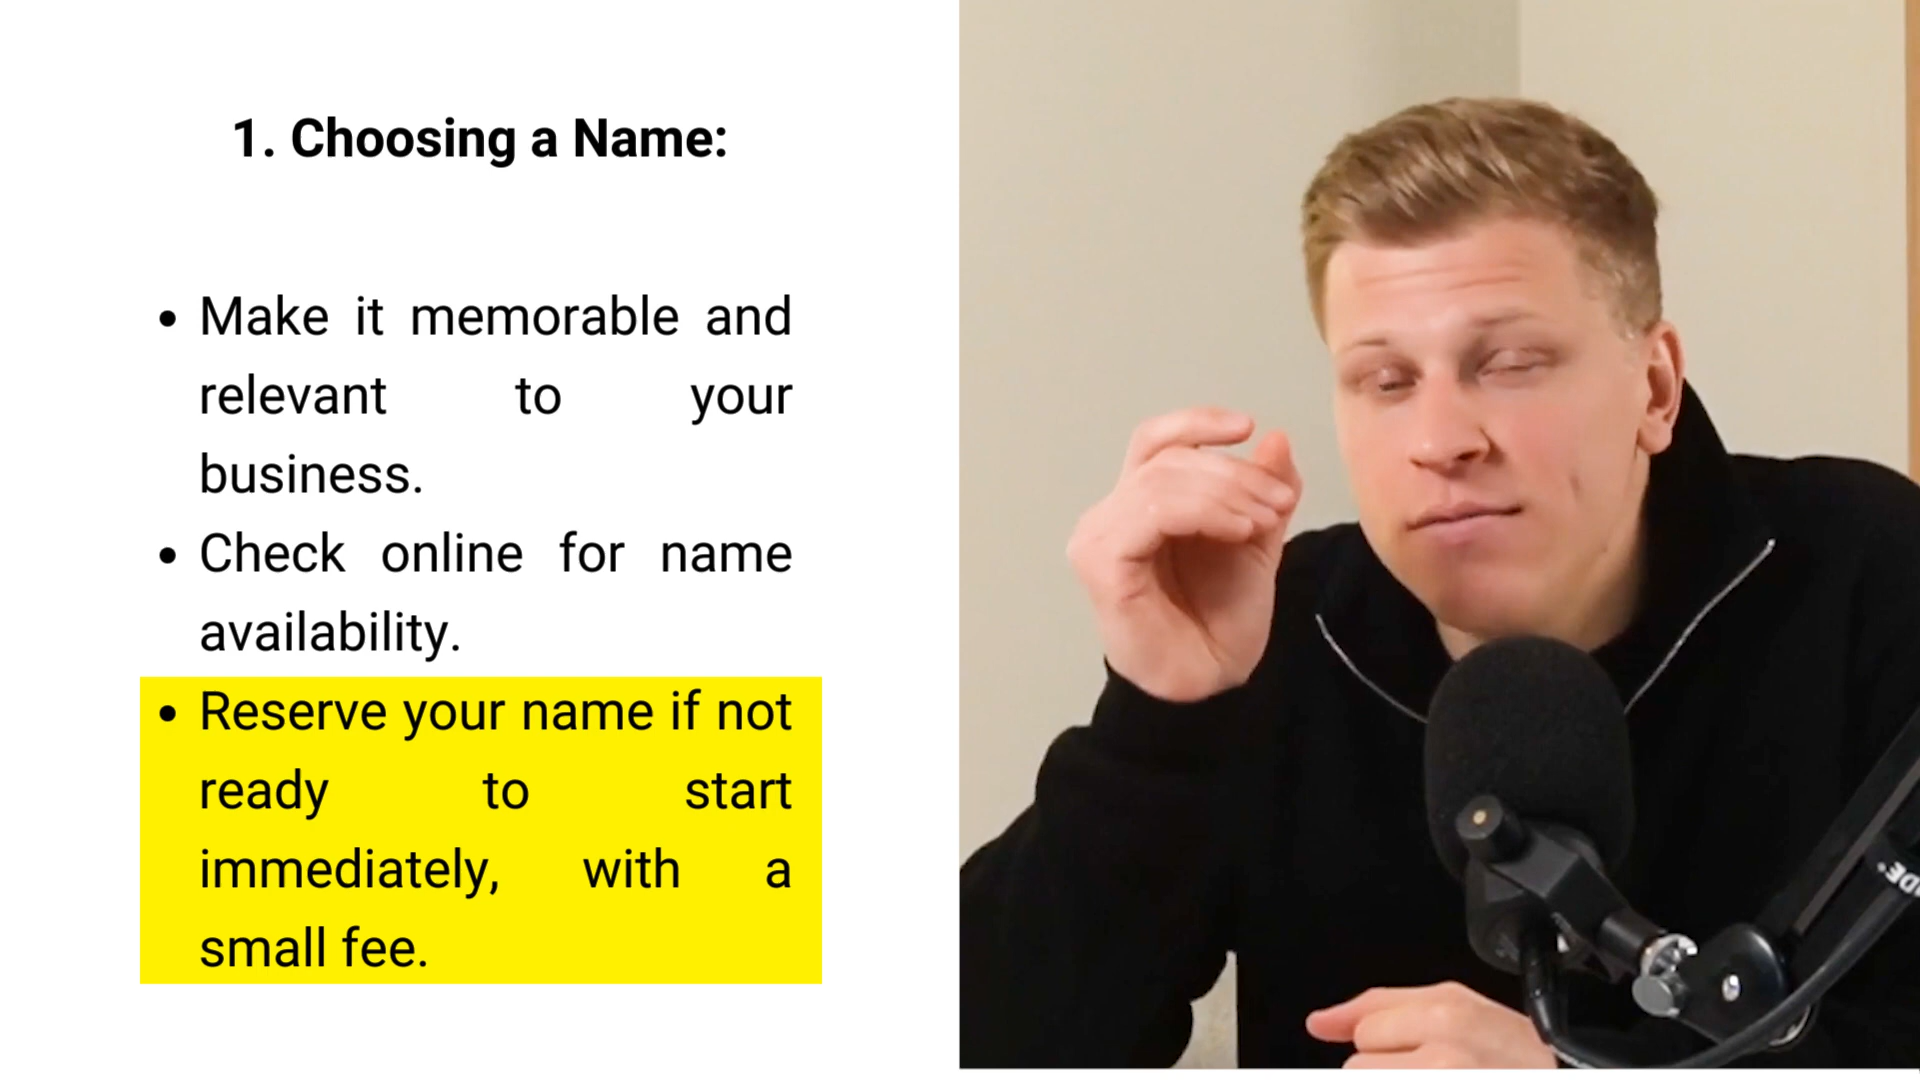 1. Choosing a Name:
• Make it memorable and
relevant to your
business.
• Check online for name
availability.
• Reserve your name if not
ready to start
immediately, with a
small fee.